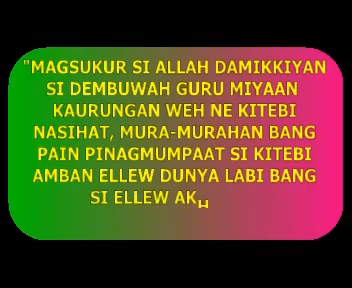 "MAGSUKUR SI ALLAH DAMIKKIYAN
SI DEMBUWAH GURU MIYAAN
KAURUNGAN WEH NE KITEBI
NASIHAT, MURA-MURAHAN BANG
PAIN PINAGMUMPAAT SI KITEBI
AMBAN ELLEW DUNYA LABI BANG
SI ELLEW